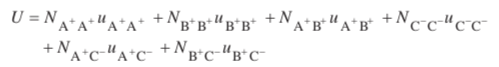 U = N_{A⁺A⁺}u_{A⁺A⁺} + N_{B⁺B⁺}u_{B⁺B⁺} + N_{A⁺B⁺}u_{A⁺B⁺} + N_{C⁻C⁻}u_{C⁻C⁻}
+ N_{A⁺C⁻}u_{A⁺C⁻} + N_{B⁺C⁻}u_{B⁺C⁻}